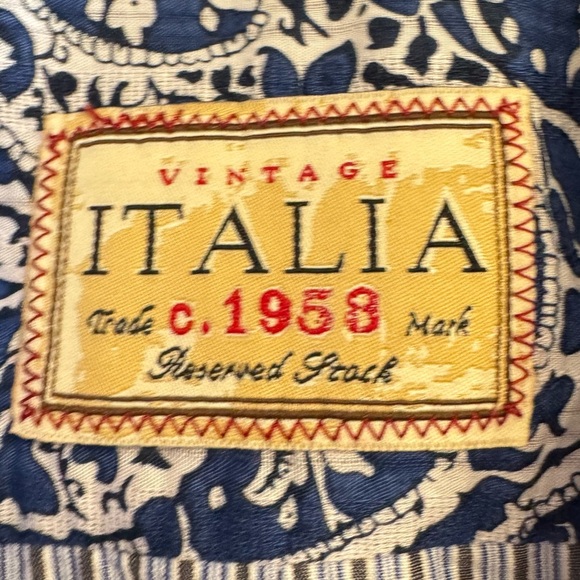 VINTAGE
ITALIA
Trade c.1958 Mark
Reserved Stock